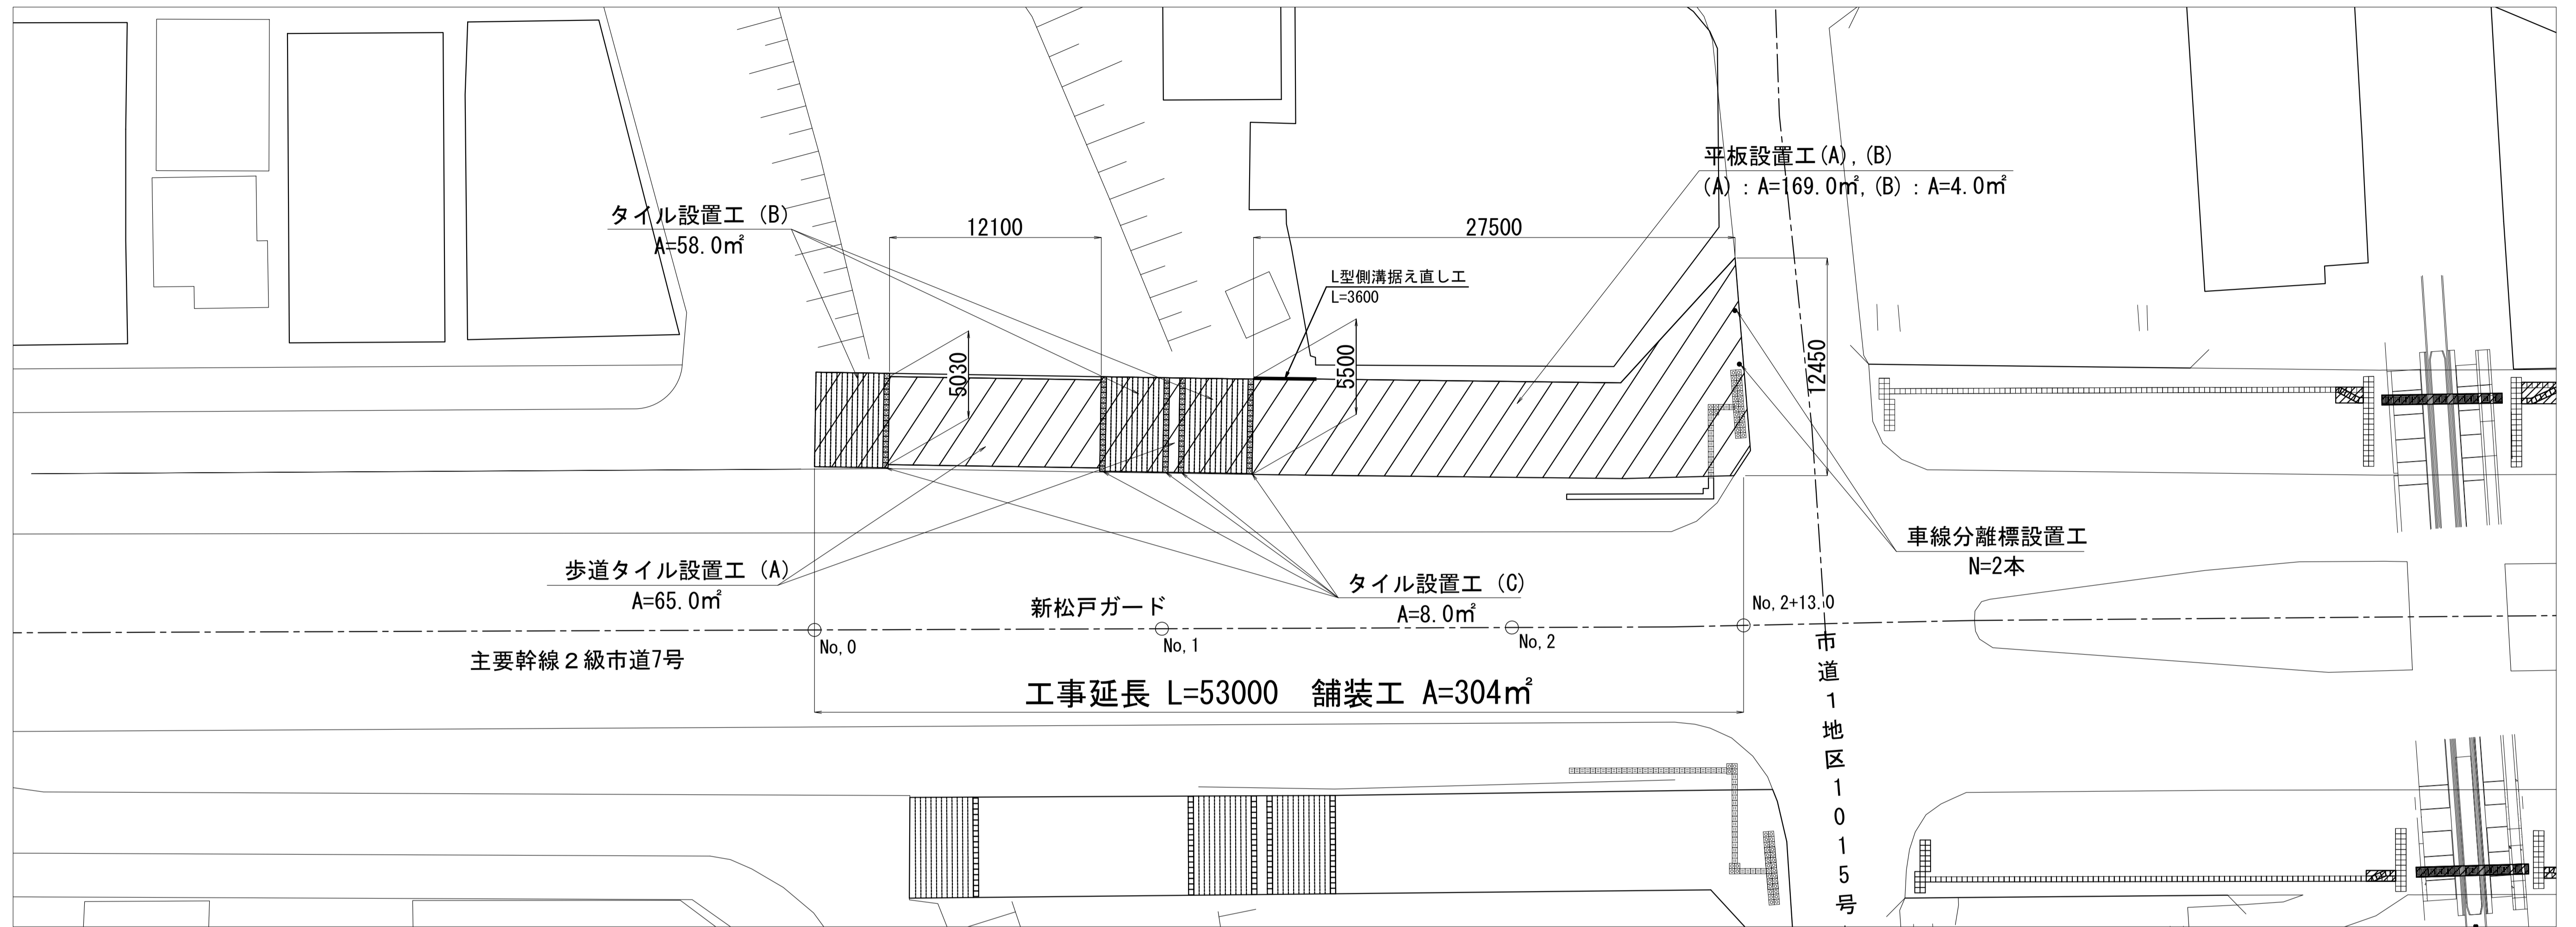 平板設置工(A),(B)
(A) : A=169.0㎡, (B) : A=4.0㎡
タイル設置工 (B)
A=58.0㎡
12100
27500
L型側溝据え直し工
L=3600
5030
5500
12450
車線分離標設置工
N=2本
歩道タイル設置工 (A)
A=65.0㎡
タイル設置工 (C)
A=8.0㎡
新松戸ガード
No,0
No,1
No,2
No,2+13.0
主要幹線２級市道7号
工事延長 L=53000　舗装工 A=304㎡
市道1地区1015号